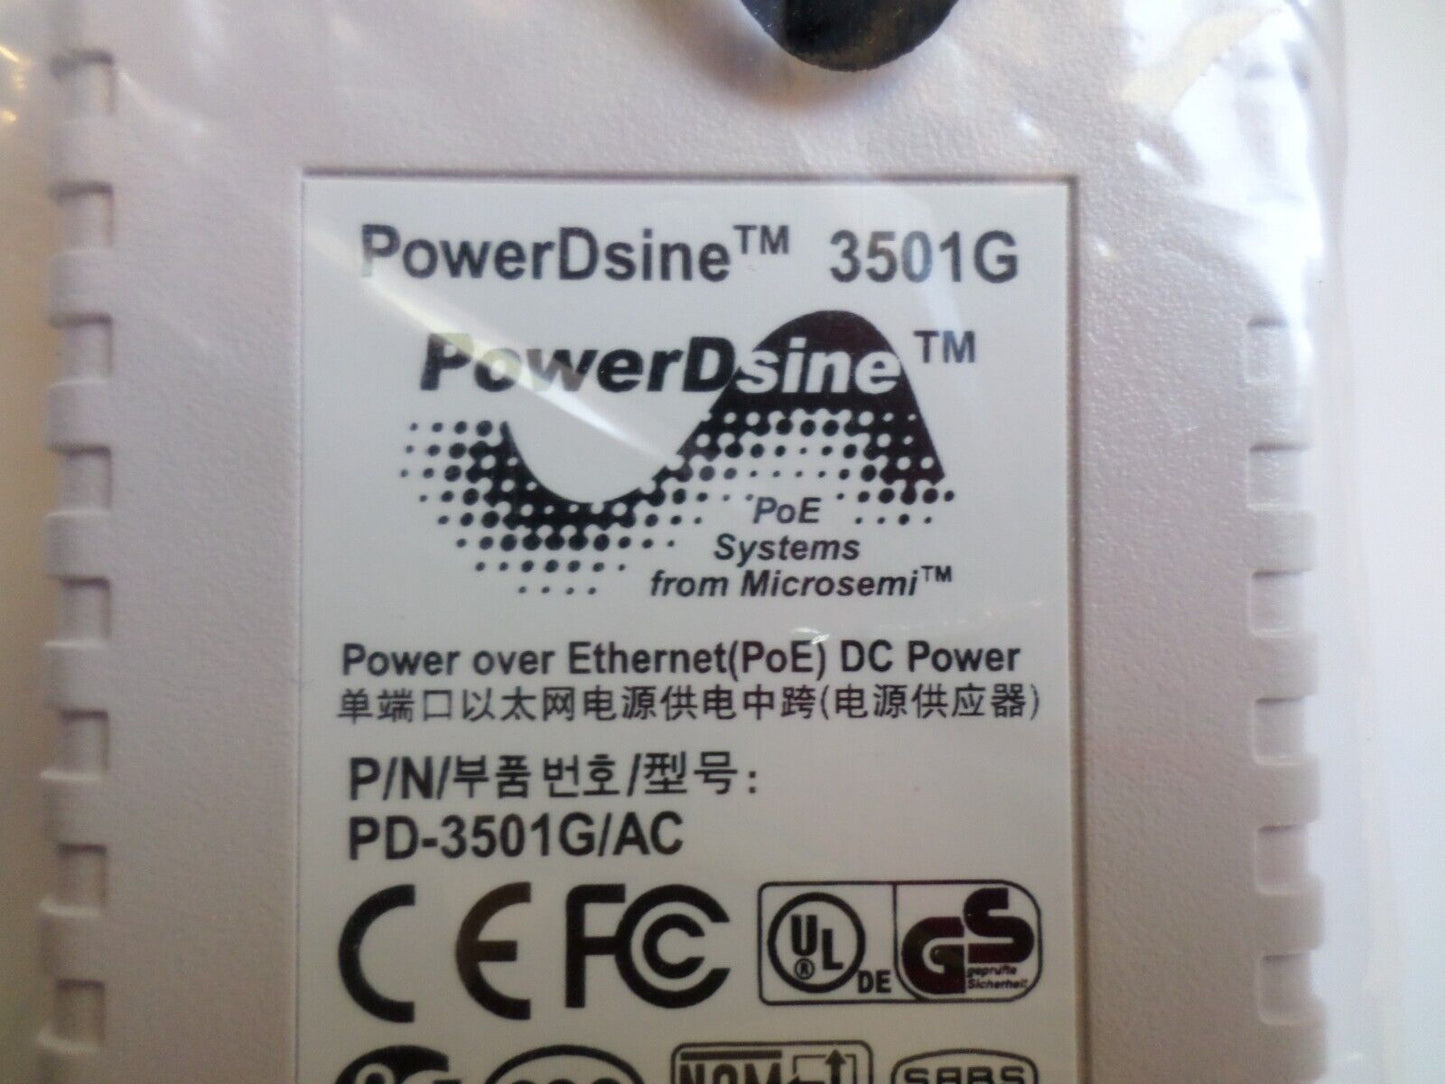 PowerDsine™ 3501G
PowerDsine™
PoE
Systems
from Microsemi™
Power over Ethernet(PoE) DC Power
单端口以太网电源供电中跨(电源供应器)
P/N/부품번호/型号:
PD-3501G/AC
CE FC UL® DE GS
geprüfte
Sicherheit
NOM SABS